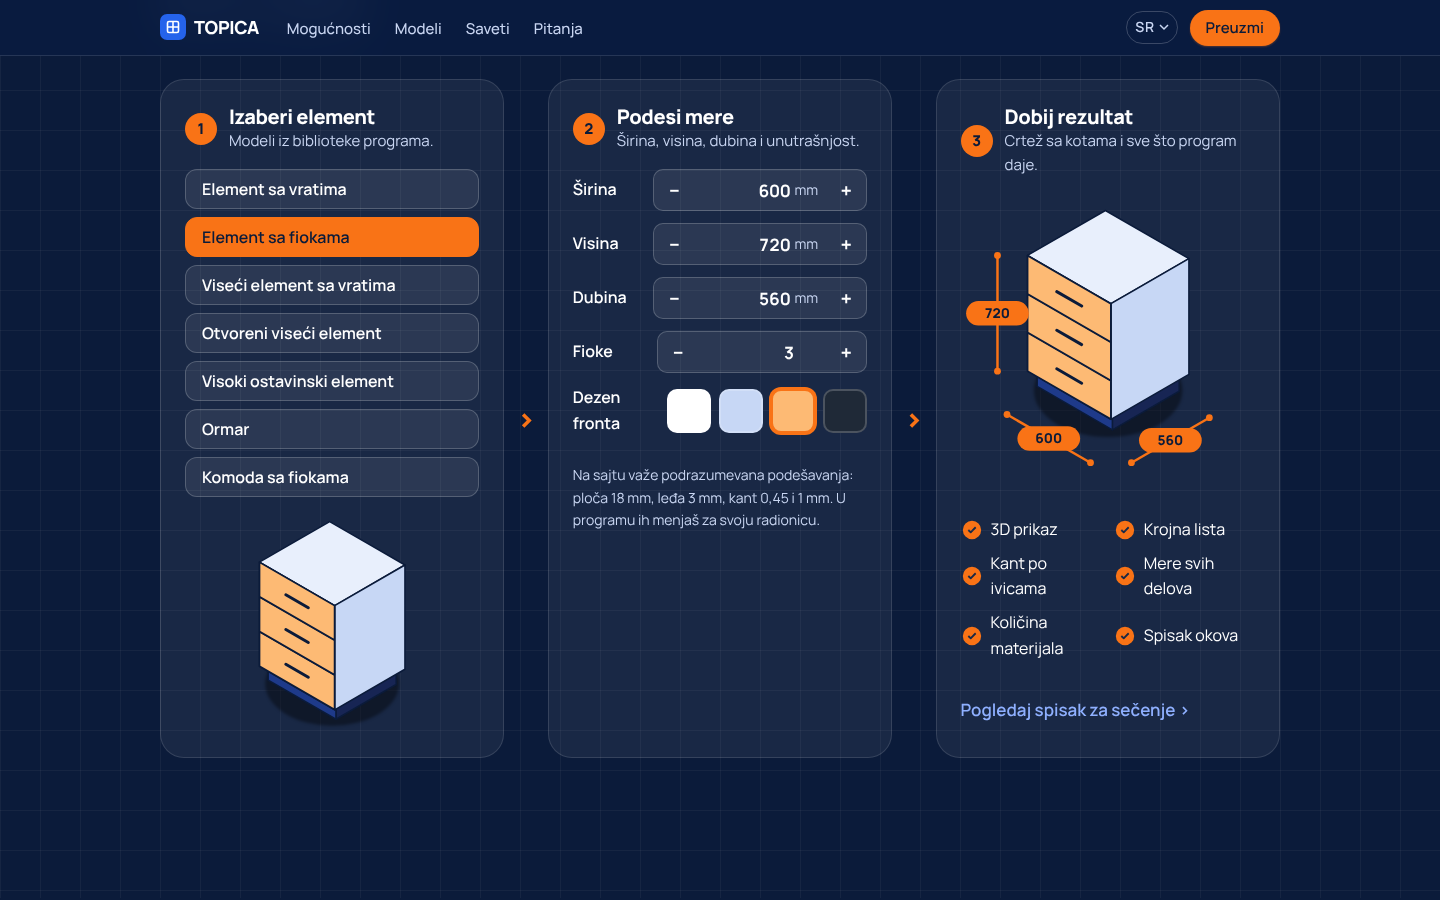 TOPICA
Mogućnosti
Modeli
Saveti
Pitanja
SR
Preuzmi
1
Izaberi element
Modeli iz biblioteke programa.
Element sa vratima
Element sa fiokama
Viseći element sa vratima
Otvoreni viseći element
Visoki ostavinski element
Ormar
Komoda sa fiokama
2
Podesi mere
Širina, visina, dubina i unutrašnjost.
Širina
− 600 mm +
Visina
− 720 mm +
Dubina
− 560 mm +
Fioke
− 3 +
Dezen
fronta
Na sajtu važe podrazumevana podešavanja:
ploča 18 mm, leđa 3 mm, kant 0,45 i 1 mm. U
programu ih menjaš za svoju radionicu.
3
Dobij rezultat
Crtež sa kotama i sve što program
daje.
720
600
560
3D prikaz
Krojna lista
Kant po
ivicama
Mere svih
delova
Količina
materijala
Spisak okova
Pogledaj spisak za sečenje ›